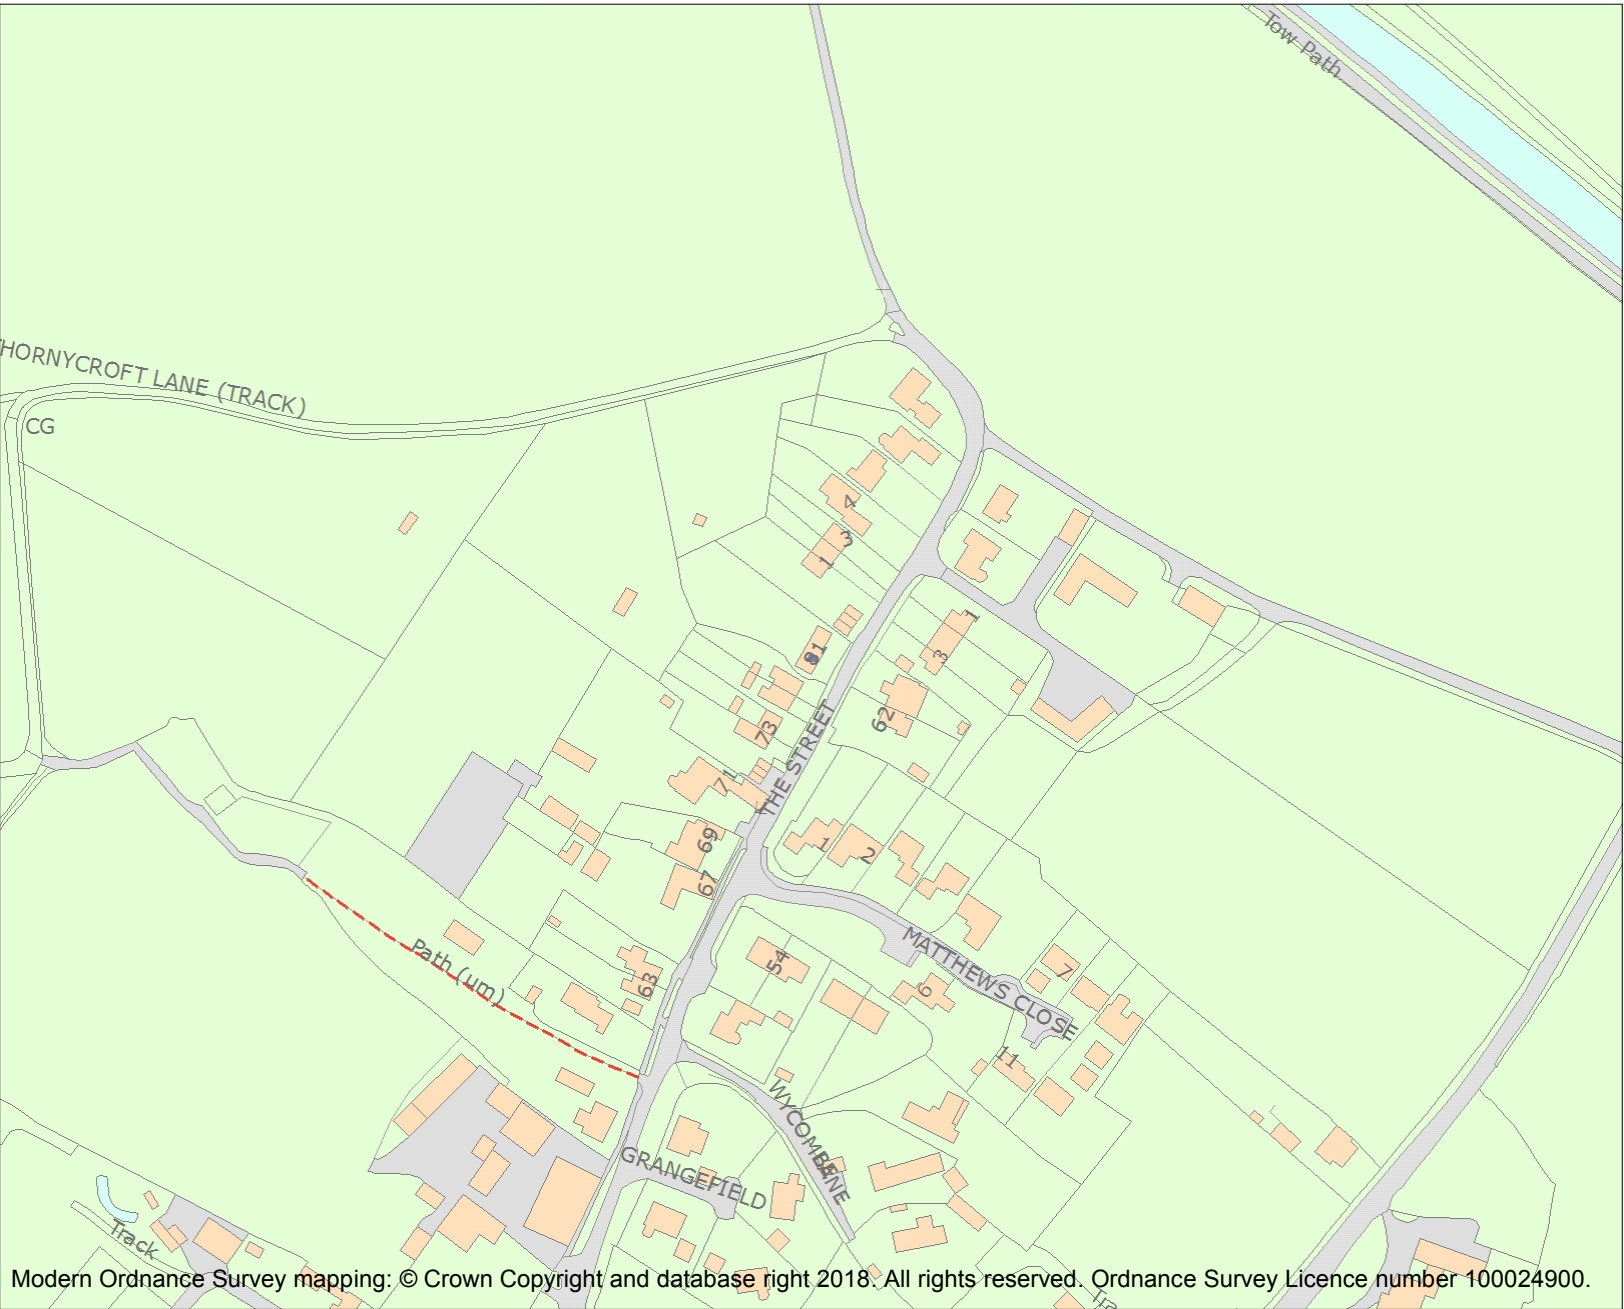 Tow Path
HORNYCROFT LANE (TRACK)
CG
4
3
1
1
3
81
62
73
THE STREET
71
69
1
2
67
MATTHEWS CLOSE
54
7
63
6
Path (um)
11
WYCOMBE
LANE
GRANGEFIELD
Track
Modern Ordnance Survey mapping: © Crown Copyright and database right 2018. All rights reserved. Ordnance Survey Licence number 100024900.